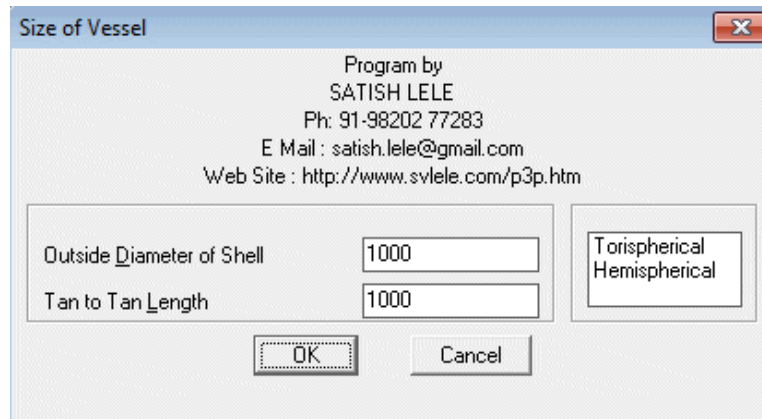 Size of Vessel
Program by
SATISH LELE
Ph: 91-98202 77283
E Mail : satish.lele@gmail.com
Web Site : http://www.svlele.com/p3p.htm
Outside Diameter of Shell
1000
Tan to Tan Length
1000
Torispherical
Hemispherical
OK
Cancel